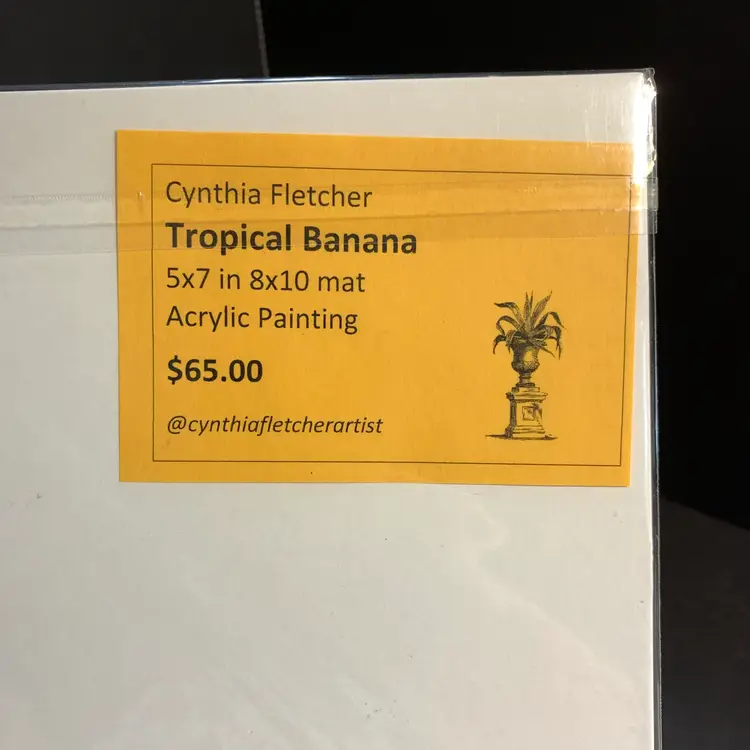 Cynthia Fletcher
Tropical Banana
5x7 in 8x10 mat
Acrylic Painting
$65.00
@cynthiafletcherartist